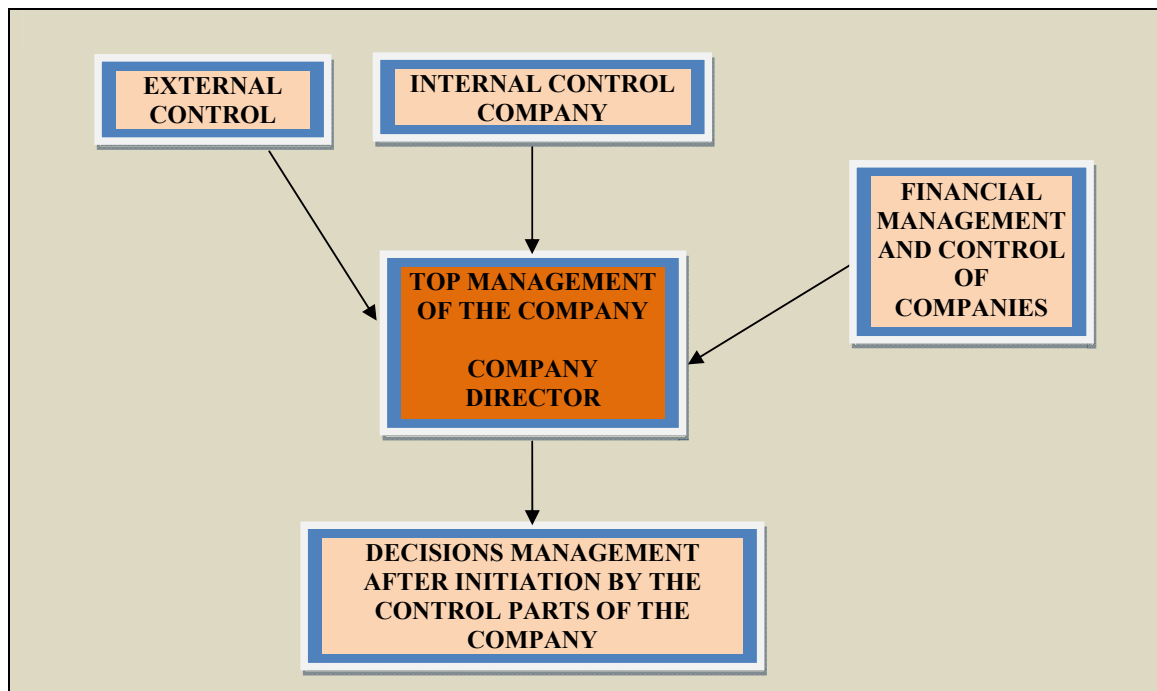 EXTERNAL
CONTROL
INTERNAL CONTROL
COMPANY
FINANCIAL
MANAGEMENT
AND CONTROL
OF
COMPANIES
TOP MANAGEMENT
OF THE COMPANY
COMPANY
DIRECTOR
DECISIONS MANAGEMENT
AFTER INITIATION BY THE
CONTROL PARTS OF THE
COMPANY